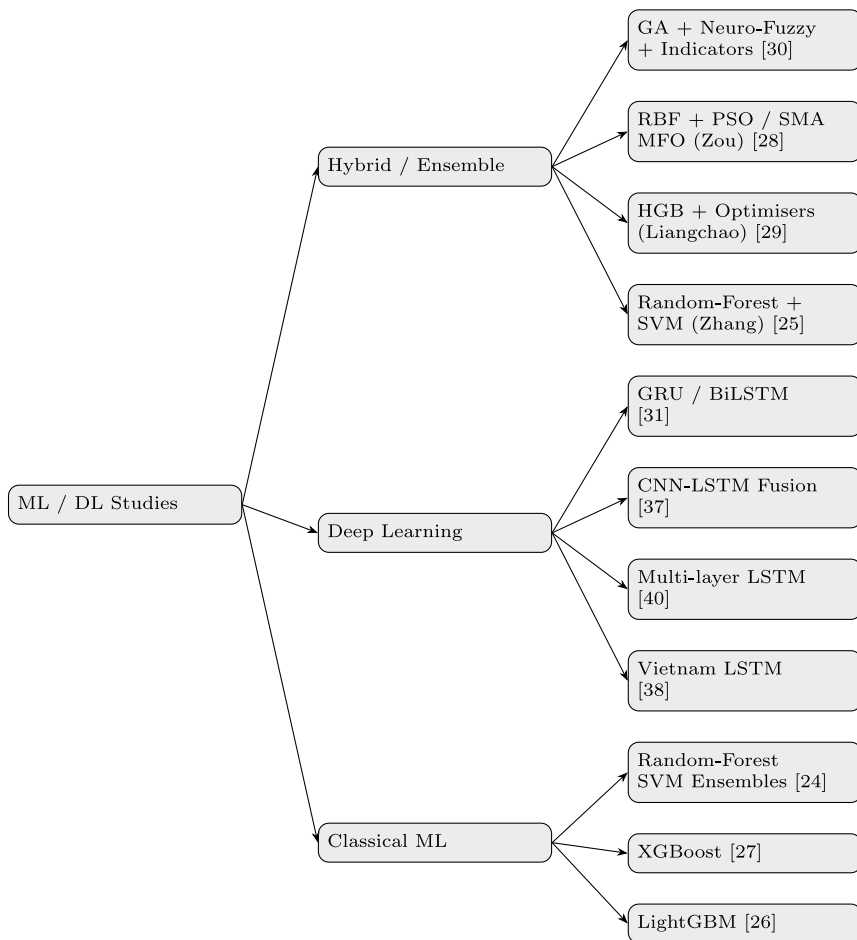 ML / DL Studies
Hybrid / Ensemble
GA + Neuro-Fuzzy
+ Indicators [30]
RBF + PSO / SMA
MFO (Zou) [28]
HGB + Optimisers
(Liangchao) [29]
Random-Forest +
SVM (Zhang) [25]
Deep Learning
GRU / BiLSTM
[31]
CNN-LSTM Fusion
[37]
Multi-layer LSTM
[40]
Vietnam LSTM
[38]
Classical ML
Random-Forest
SVM Ensembles [24]
XGBoost [27]
LightGBM [26]